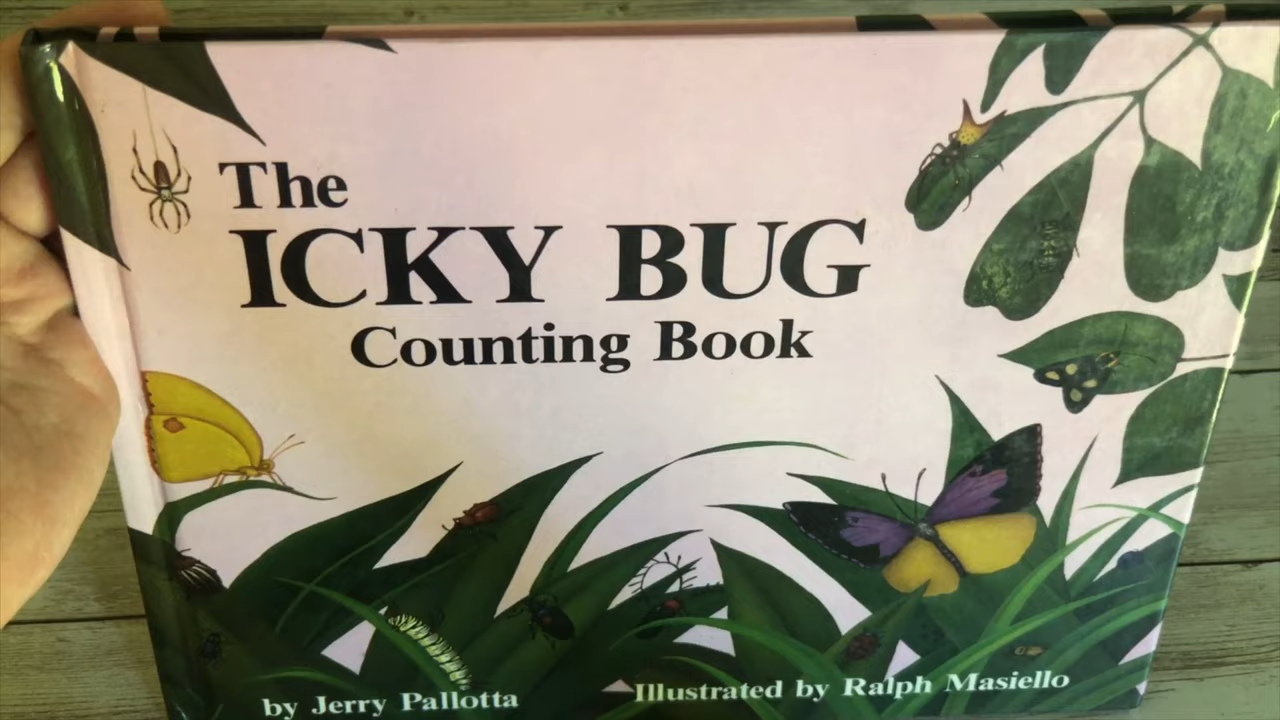 The
ICKY BUG
Counting Book
by Jerry Pallotta
Illustrated by Ralph Masiello